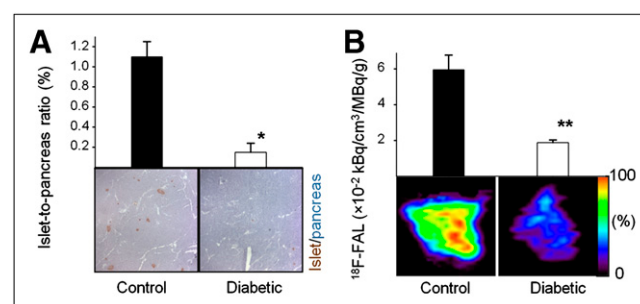 A
Islet-to-pancreas ratio (%)
1.2
1.0
0.8
0.6
0.4
0.2
*
Islet/pancreas
Control
Diabetic
B
¹⁸F-FAL (×10⁻² kBq/cm³/MBq/g)
6
4
2
**
100
(%)
0
Control
Diabetic